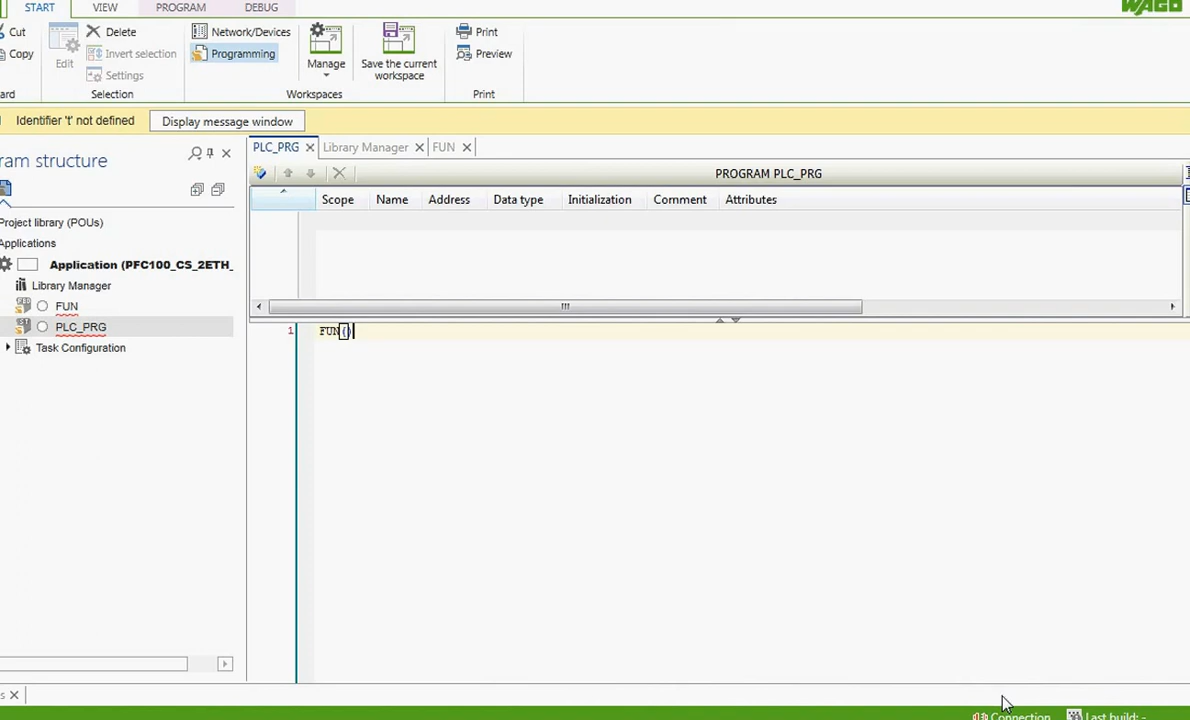 START VIEW PROGRAM DEBUG WAGO
Cut Delete Network/Devices Print
Copy Edit Invert selection Programming Manage Save the current workspace Preview
Settings
ard Selection Workspaces Print
Identifier 't' not defined Display message window
ram structure
PLC_PRG Library Manager FUN
PROGRAM PLC_PRG
Scope Name Address Data type Initialization Comment Attributes
Project library (POUs)
Applications
Application (PFC100_CS_2ETH_
Library Manager
FUN
PLC_PRG
Task Configuration
1 FUN()
s
Connection Last build: -